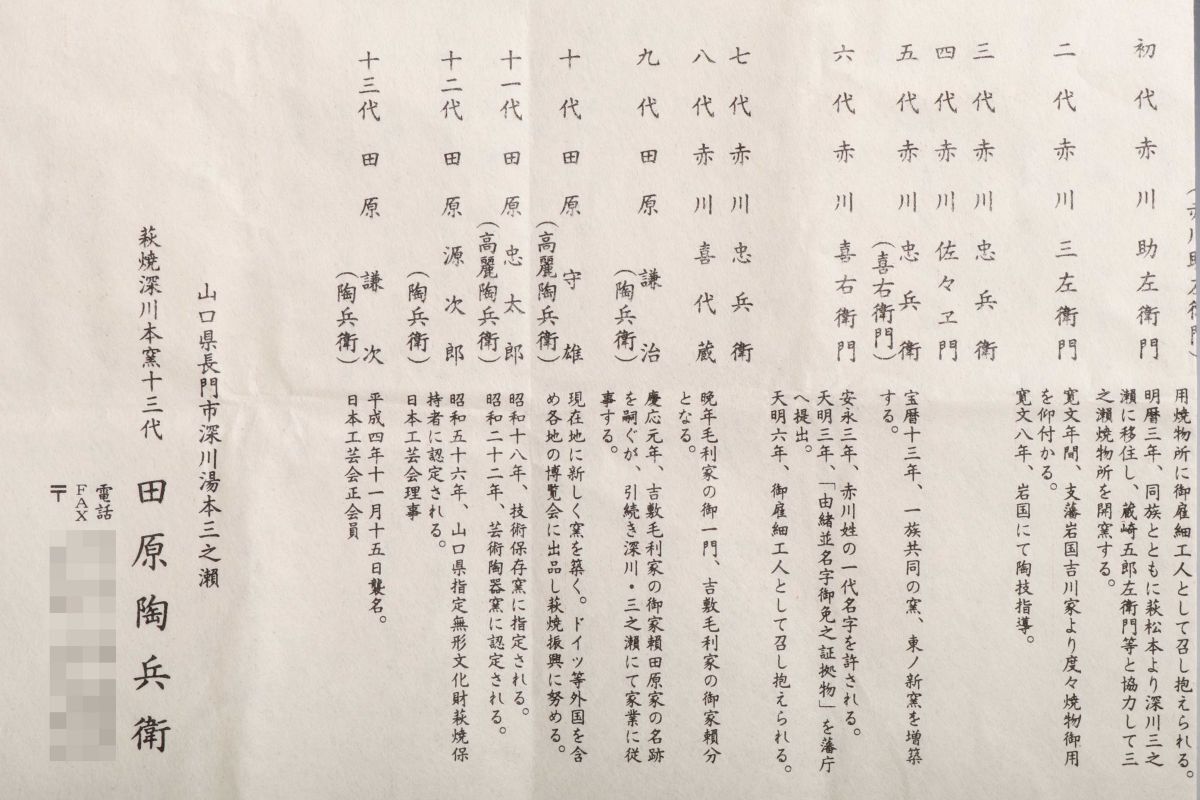 用焼物所に御雇細工人として召し抱えられる。
初代 赤川助左衛門
明暦三年、同族とともに萩松本より深川三之
瀬に移住し、蔵崎五郎左衛門等と協力して三
之瀬焼物所を開窯する。
二代 赤川三左衛門
寛文年間、支藩岩国吉川家より度々焼物御用
を仰付かる。
寛文八年、岩国にて陶技指導。
三代 赤川忠兵衛
四代 赤川佐々ヱ門
五代 赤川忠兵衛
(喜右衛門)
宝暦十三年、一族共同の窯、東ノ新窯を増築
する。
六代 赤川喜右衛門
安永三年、赤川姓の一代名字を許される。
天明三年、「由緒並名字御免之証拠物」を藩庁
へ提出。
天明六年、御雇細工人として召し抱えられる。
七代 赤川忠兵衛
八代 赤川喜代蔵
晩年毛利家の御一門、吉敷毛利家の御家頼分
となる。
九代 田原謙治
(陶兵衛)
慶応元年、吉敷毛利家の御家頼田原家の名跡
を嗣ぐが、引続き深川・三之瀬にて家業に従
事する。
十代 田原守雄
(高麗陶兵衛)
現在地に新しく窯を築く。ドイツ等外国を含
め各地の博覧会に出品し萩焼振興に努める。
十一代 田原忠太郎
(高麗陶兵衛)
昭和十八年、技術保存窯に指定される。
昭和二十二年、芸術陶器窯に認定される。
十二代 田原源次郎
(陶兵衛)
昭和五十六年、山口県指定無形文化財萩焼保
持者に認定される。
日本工芸会理事
十三代 田原謙次
(陶兵衛)
平成四年十一月十五日襲名。
日本工芸会正会員
山口県長門市深川湯本三之瀬
萩焼深川本窯十三代 田原陶兵衛
電話
FAX
〒